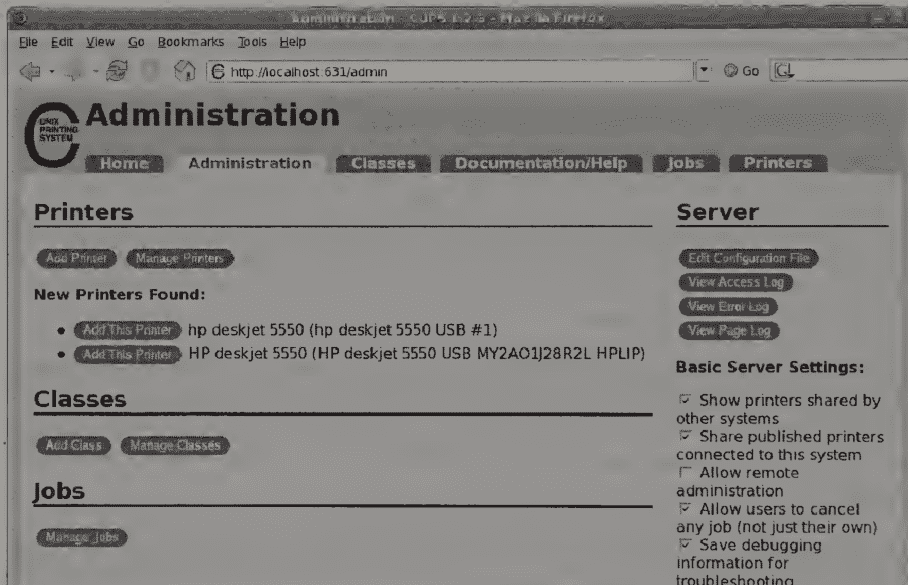 Administration - CUPS 1.2.5 - Mozilla Firefox
File Edit View Go Bookmarks Tools Help
http://localhost:631/admin Go
UNIX
PRINTING
SYSTEM
Administration
Home Administration Classes Documentation/Help Jobs Printers
Printers
Add Printer Manage Printers
New Printers Found:
• Add This Printer hp deskjet 5550 (hp deskjet 5550 USB #1)
• Add This Printer HP deskjet 5550 (HP deskjet 5550 USB MY2AO1J28R2L HPLIP)
Classes
Add Class Manage Classes
Jobs
Manage Jobs
Server
Edit Configuration File
View Access Log
View Error Log
View Page Log
Basic Server Settings:
Show printers shared by
other systems
Share published printers
connected to this system
Allow remote
administration
Allow users to cancel
any job (not just their own)
Save debugging
information for
troubleshooting